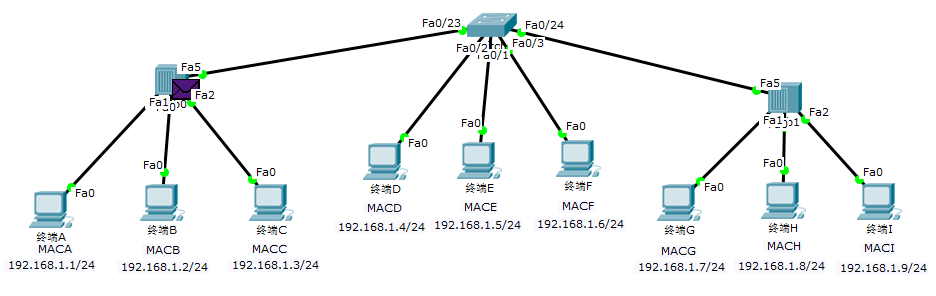 Fa0/23
Fa0/24
Fa0/3
Fa0/2
Fa0/1
Fa5
Fa2
Fa1
Fa5
Fa2
Fa1
Fa0
Fa0
Fa0
Fa0
Fa0
Fa0
Fa0
Fa0
Fa0
终端A
MACA
192.168.1.1/24
终端B
MACB
192.168.1.2/24
终端C
MACC
192.168.1.3/24
终端D
MACD
192.168.1.4/24
终端E
MACE
192.168.1.5/24
终端F
MACF
192.168.1.6/24
终端G
MACG
192.168.1.7/24
终端H
MACH
192.168.1.8/24
终端I
MACI
192.168.1.9/24